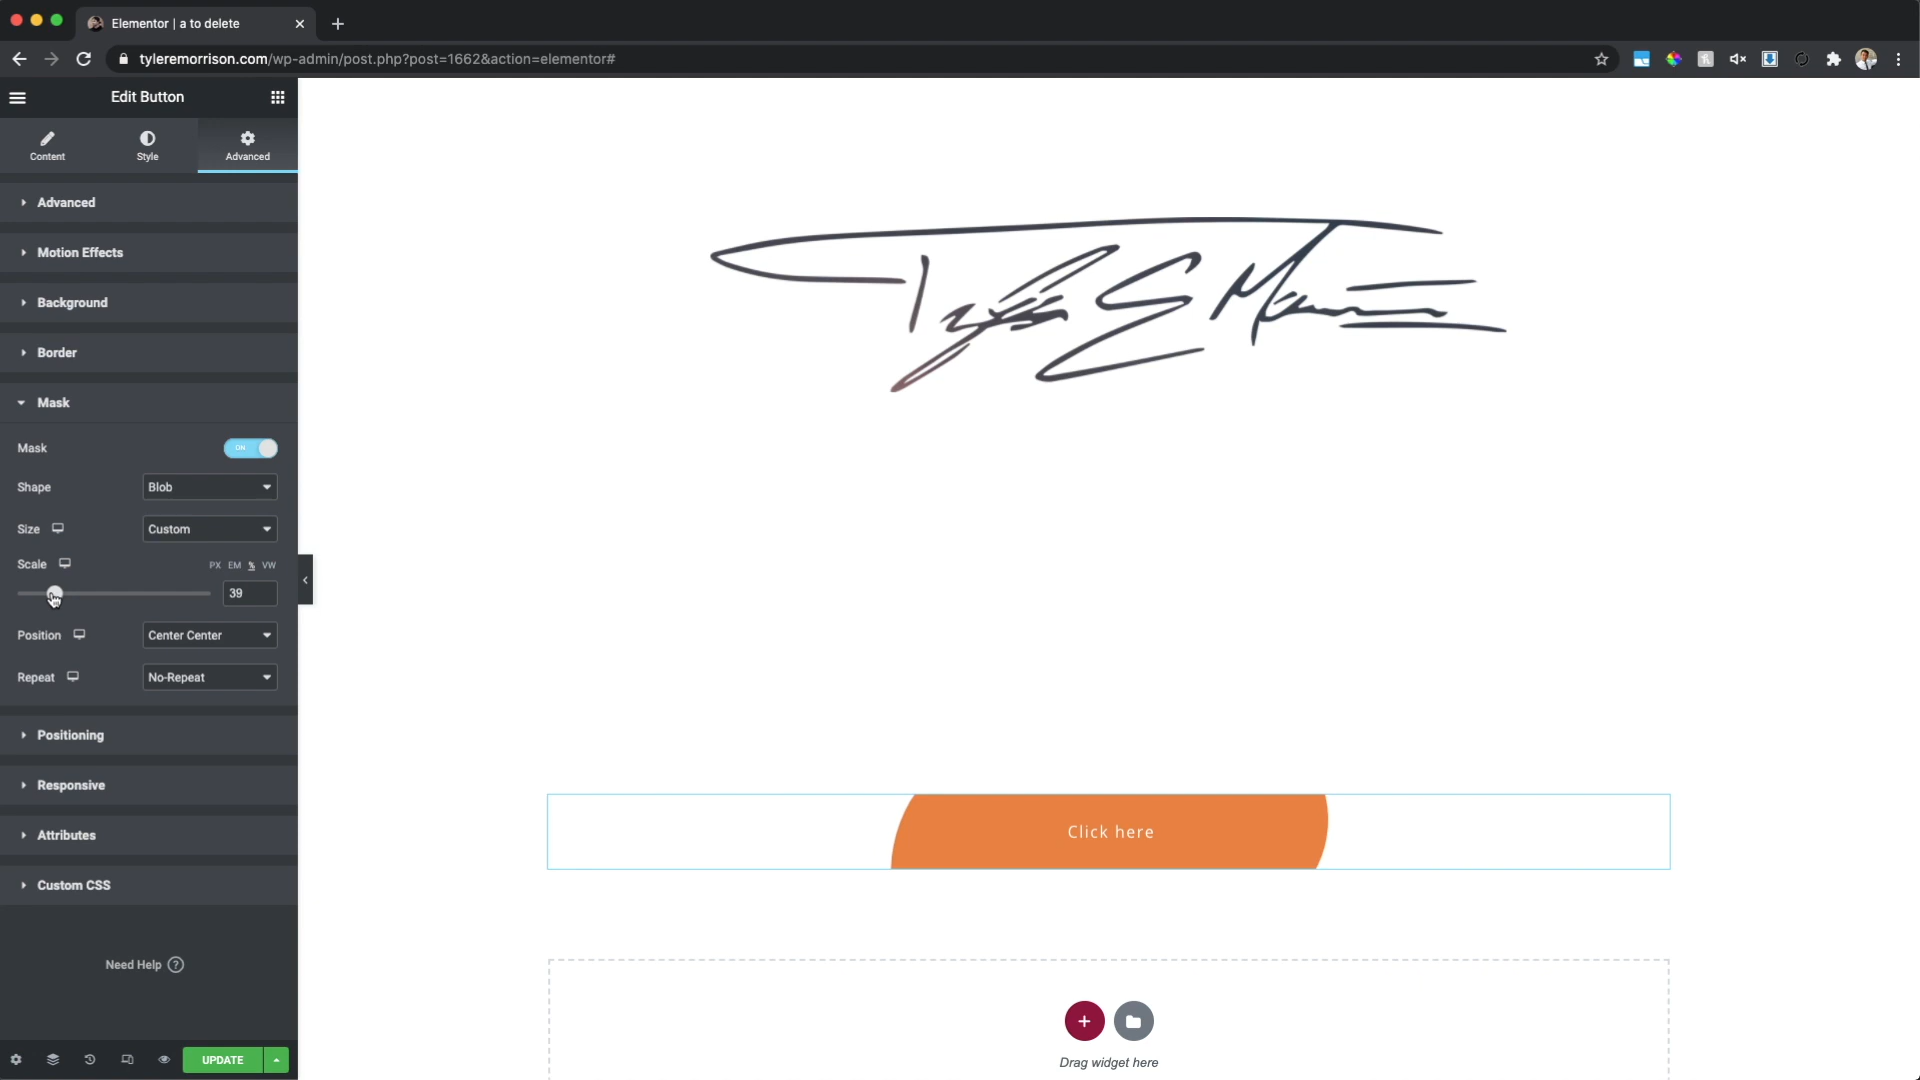 Elementor | a to delete
tyleremorrison.com/wp-admin/post.php?post=1662&action=elementor#
Edit Button
Content
Style
Advanced
Advanced
Motion Effects
Background
Border
Mask
Mask
ON
Shape
Blob
Size
Custom
Scale
PX EM % VW
39
Position
Center Center
Repeat
No-Repeat
Positioning
Responsive
Attributes
Custom CSS
Need Help ?
UPDATE
Click here
Drag widget here